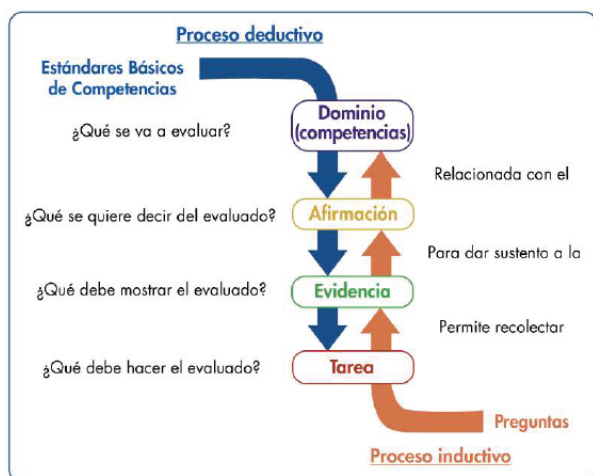 Proceso deductivo
Estándares Básicos
de Competencias
Dominio
(competencias)
¿Qué se va a evaluar?
Relacionada con el
Afirmación
¿Qué se quiere decir del evaluado?
Para dar sustento a la
Evidencia
¿Qué debe mostrar el evaluado?
Permite recolectar
Tarea
¿Qué debe hacer el evaluado?
Preguntas
Proceso inductivo